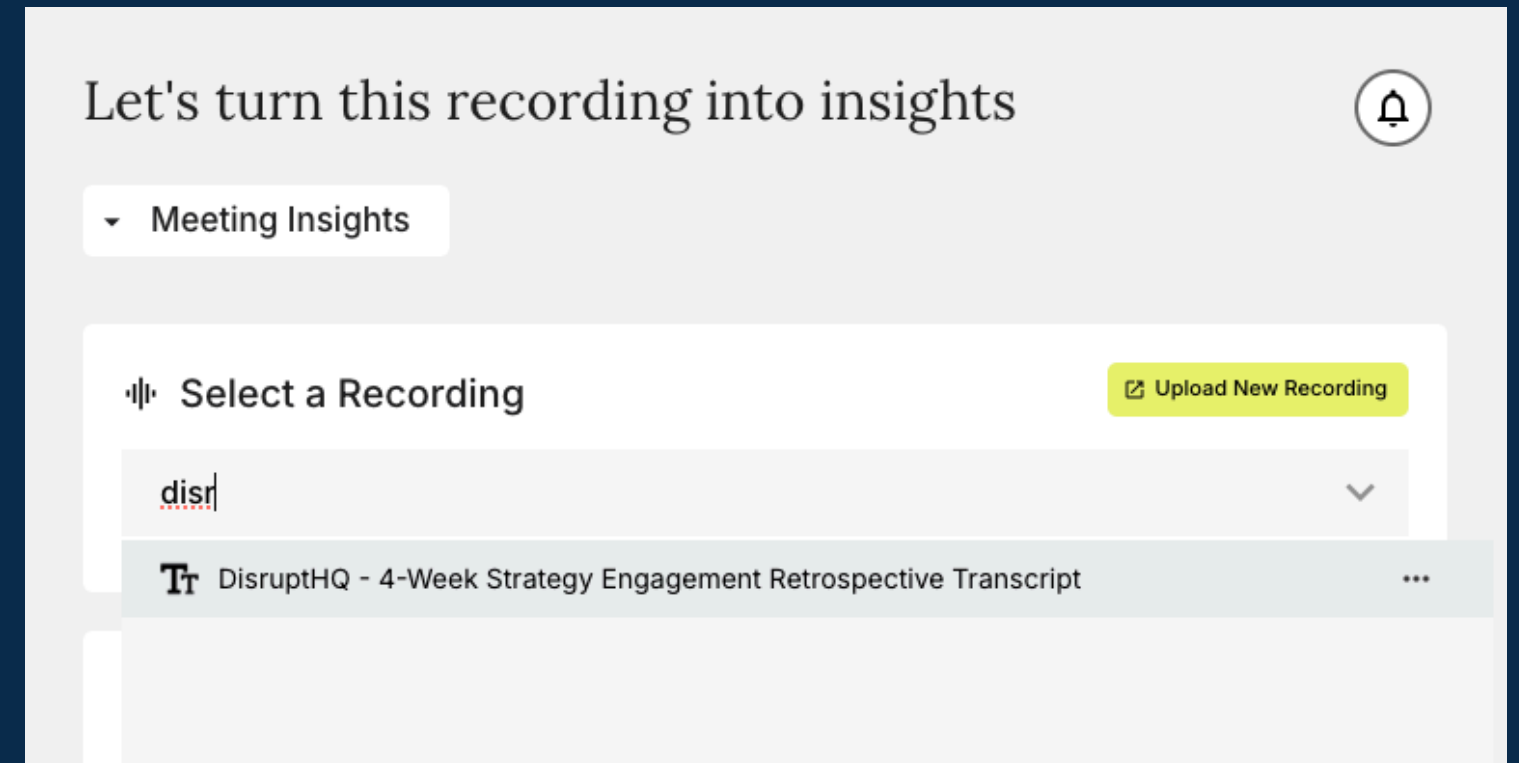 Let's turn this recording into insights
Meeting Insights
Select a Recording
Upload New Recording
disr
DisruptHQ - 4-Week Strategy Engagement Retrospective Transcript